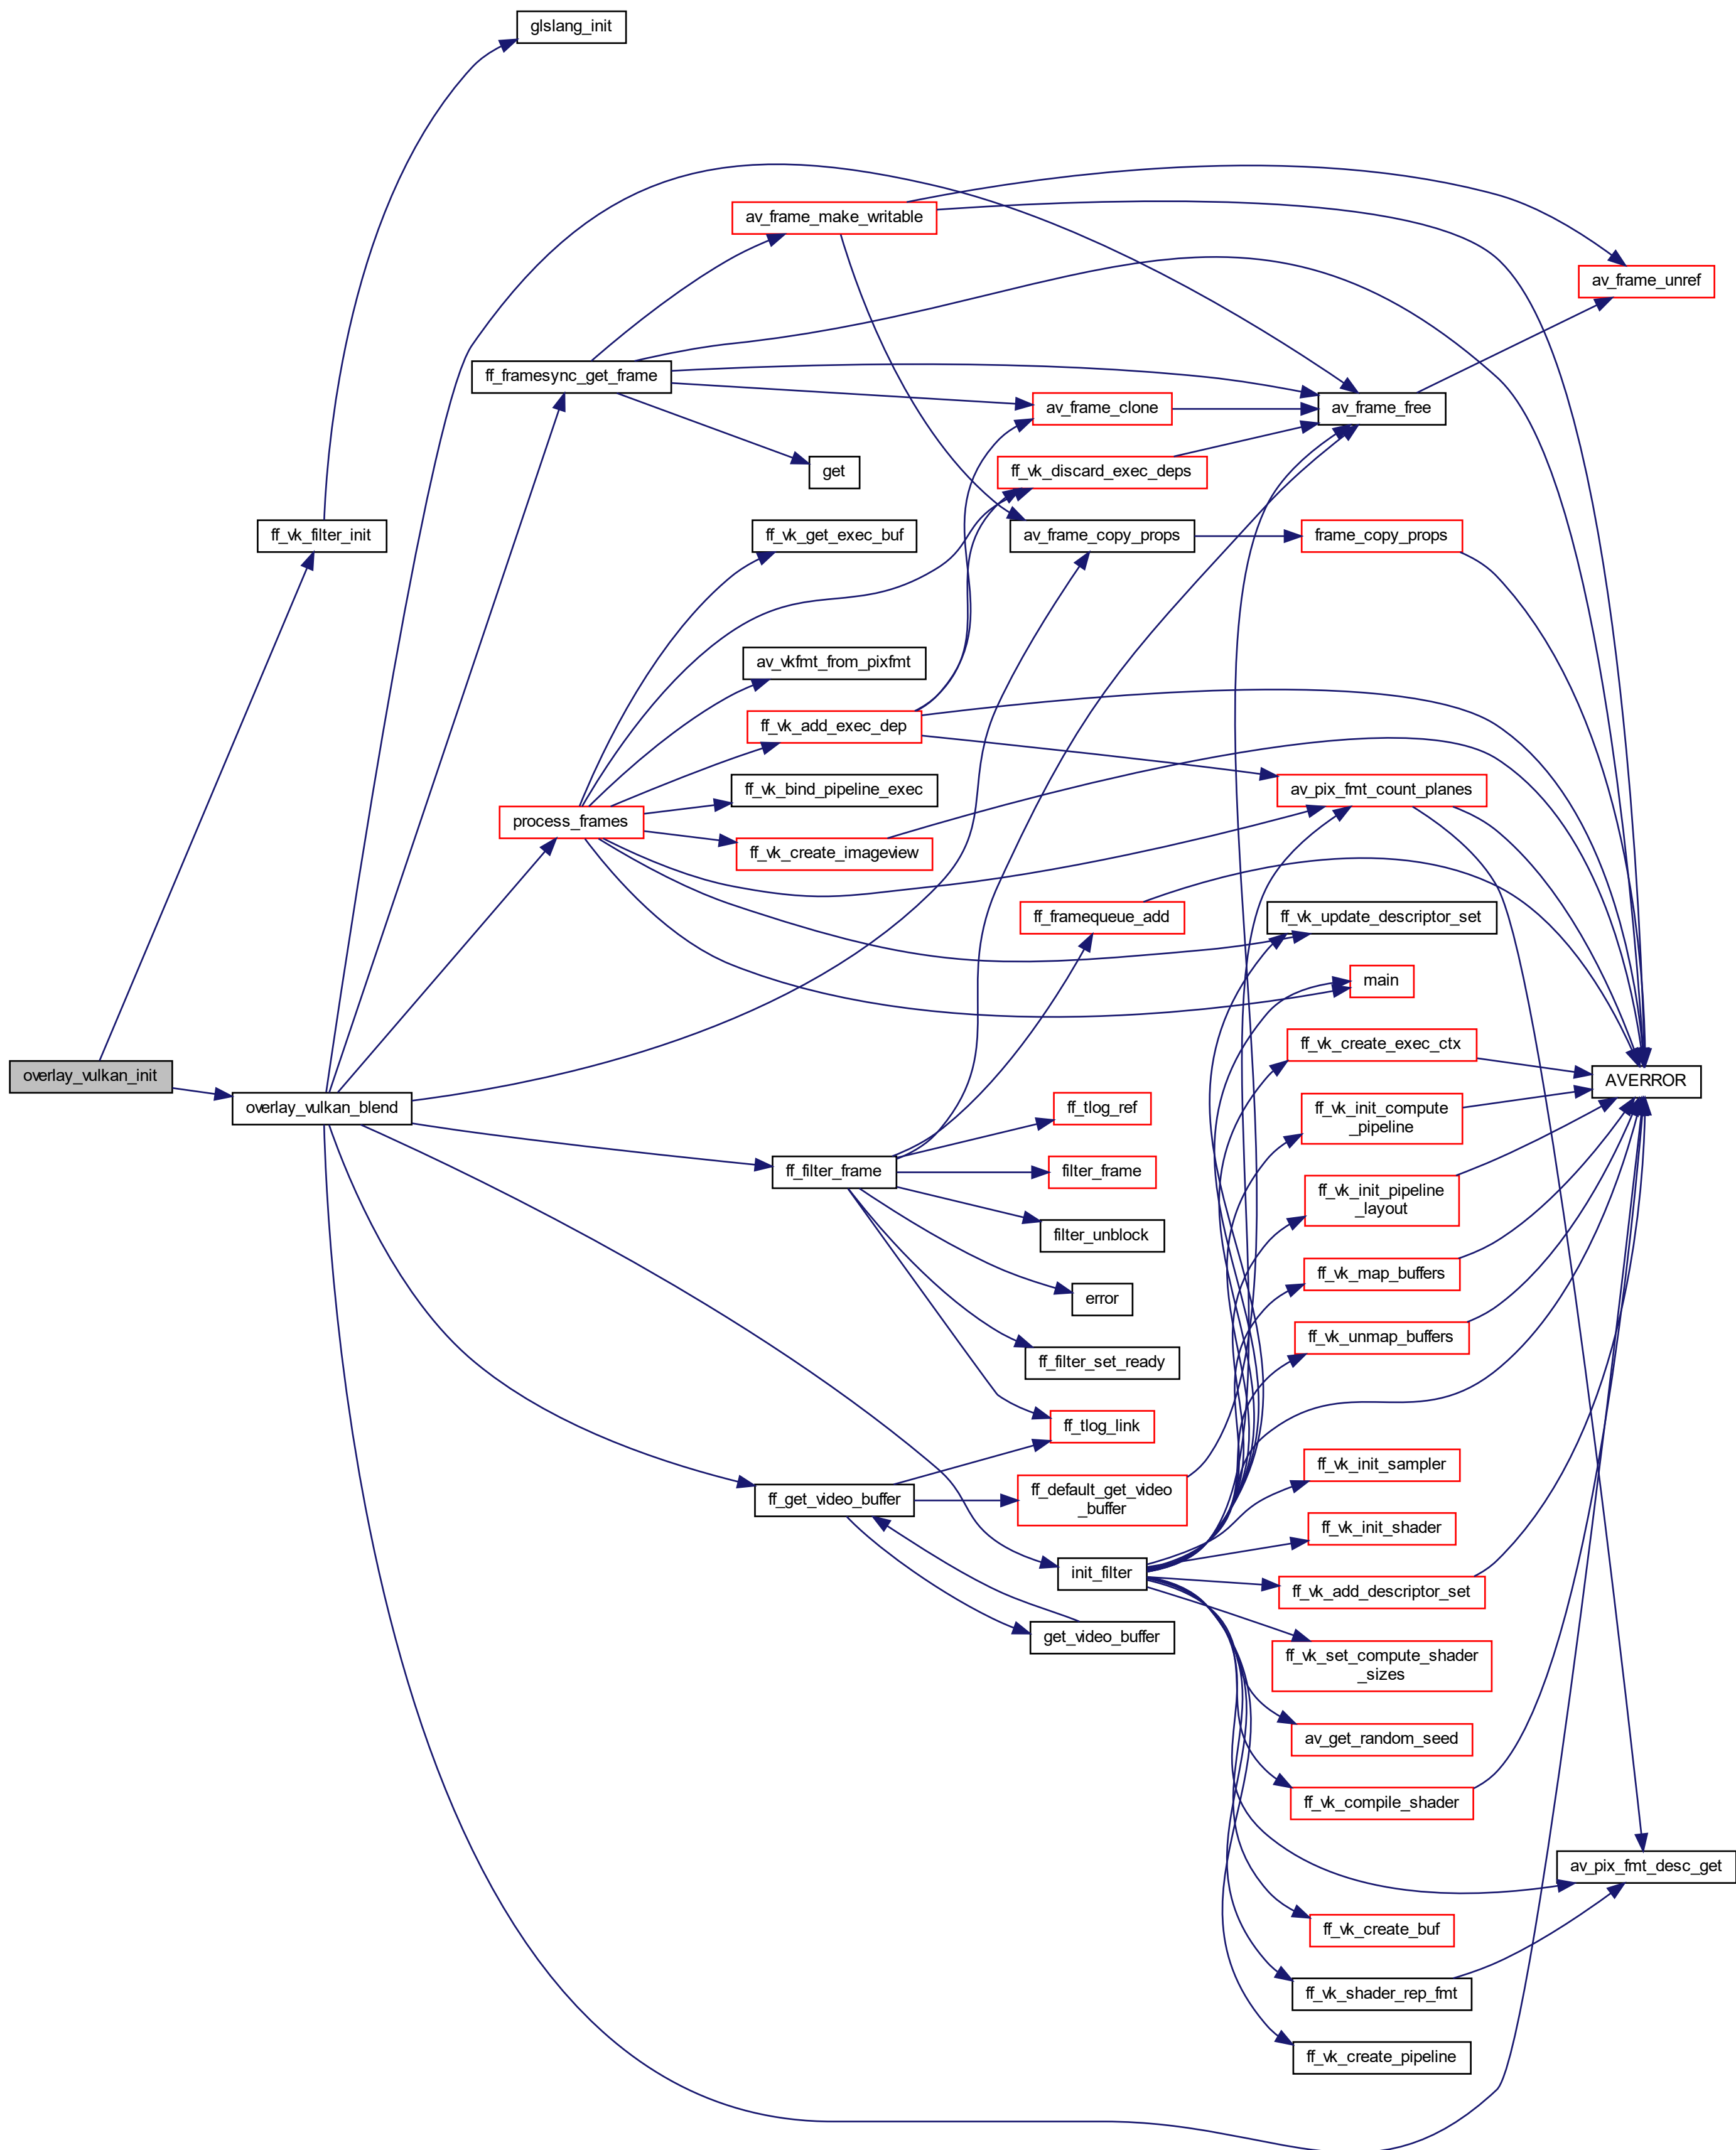 glslang_init
av_frame_make_writable
av_frame_unref
ff_framesync_get_frame
av_frame_clone
av_frame_free
get
ff_vk_discard_exec_deps
ff_vk_filter_init
ff_vk_get_exec_buf
av_frame_copy_props
frame_copy_props
av_vkfmt_from_pixfmt
ff_vk_add_exec_dep
ff_vk_bind_pipeline_exec
av_pix_fmt_count_planes
process_frames
ff_vk_create_imageview
ff_framequeue_add
ff_vk_update_descriptor_set
main
ff_vk_create_exec_ctx
overlay_vulkan_init
AVERROR
overlay_vulkan_blend
ff_tlog_ref
ff_vk_init_compute
_pipeline
ff_filter_frame
filter_frame
ff_vk_init_pipeline
_layout
filter_unblock
ff_vk_map_buffers
error
ff_vk_unmap_buffers
ff_filter_set_ready
ff_tlog_link
ff_vk_init_sampler
ff_get_video_buffer
ff_default_get_video
_buffer
ff_vk_init_shader
init_filter
ff_vk_add_descriptor_set
get_video_buffer
ff_vk_set_compute_shader
_sizes
av_get_random_seed
ff_vk_compile_shader
av_pix_fmt_desc_get
ff_vk_create_buf
ff_vk_shader_rep_fmt
ff_vk_create_pipeline